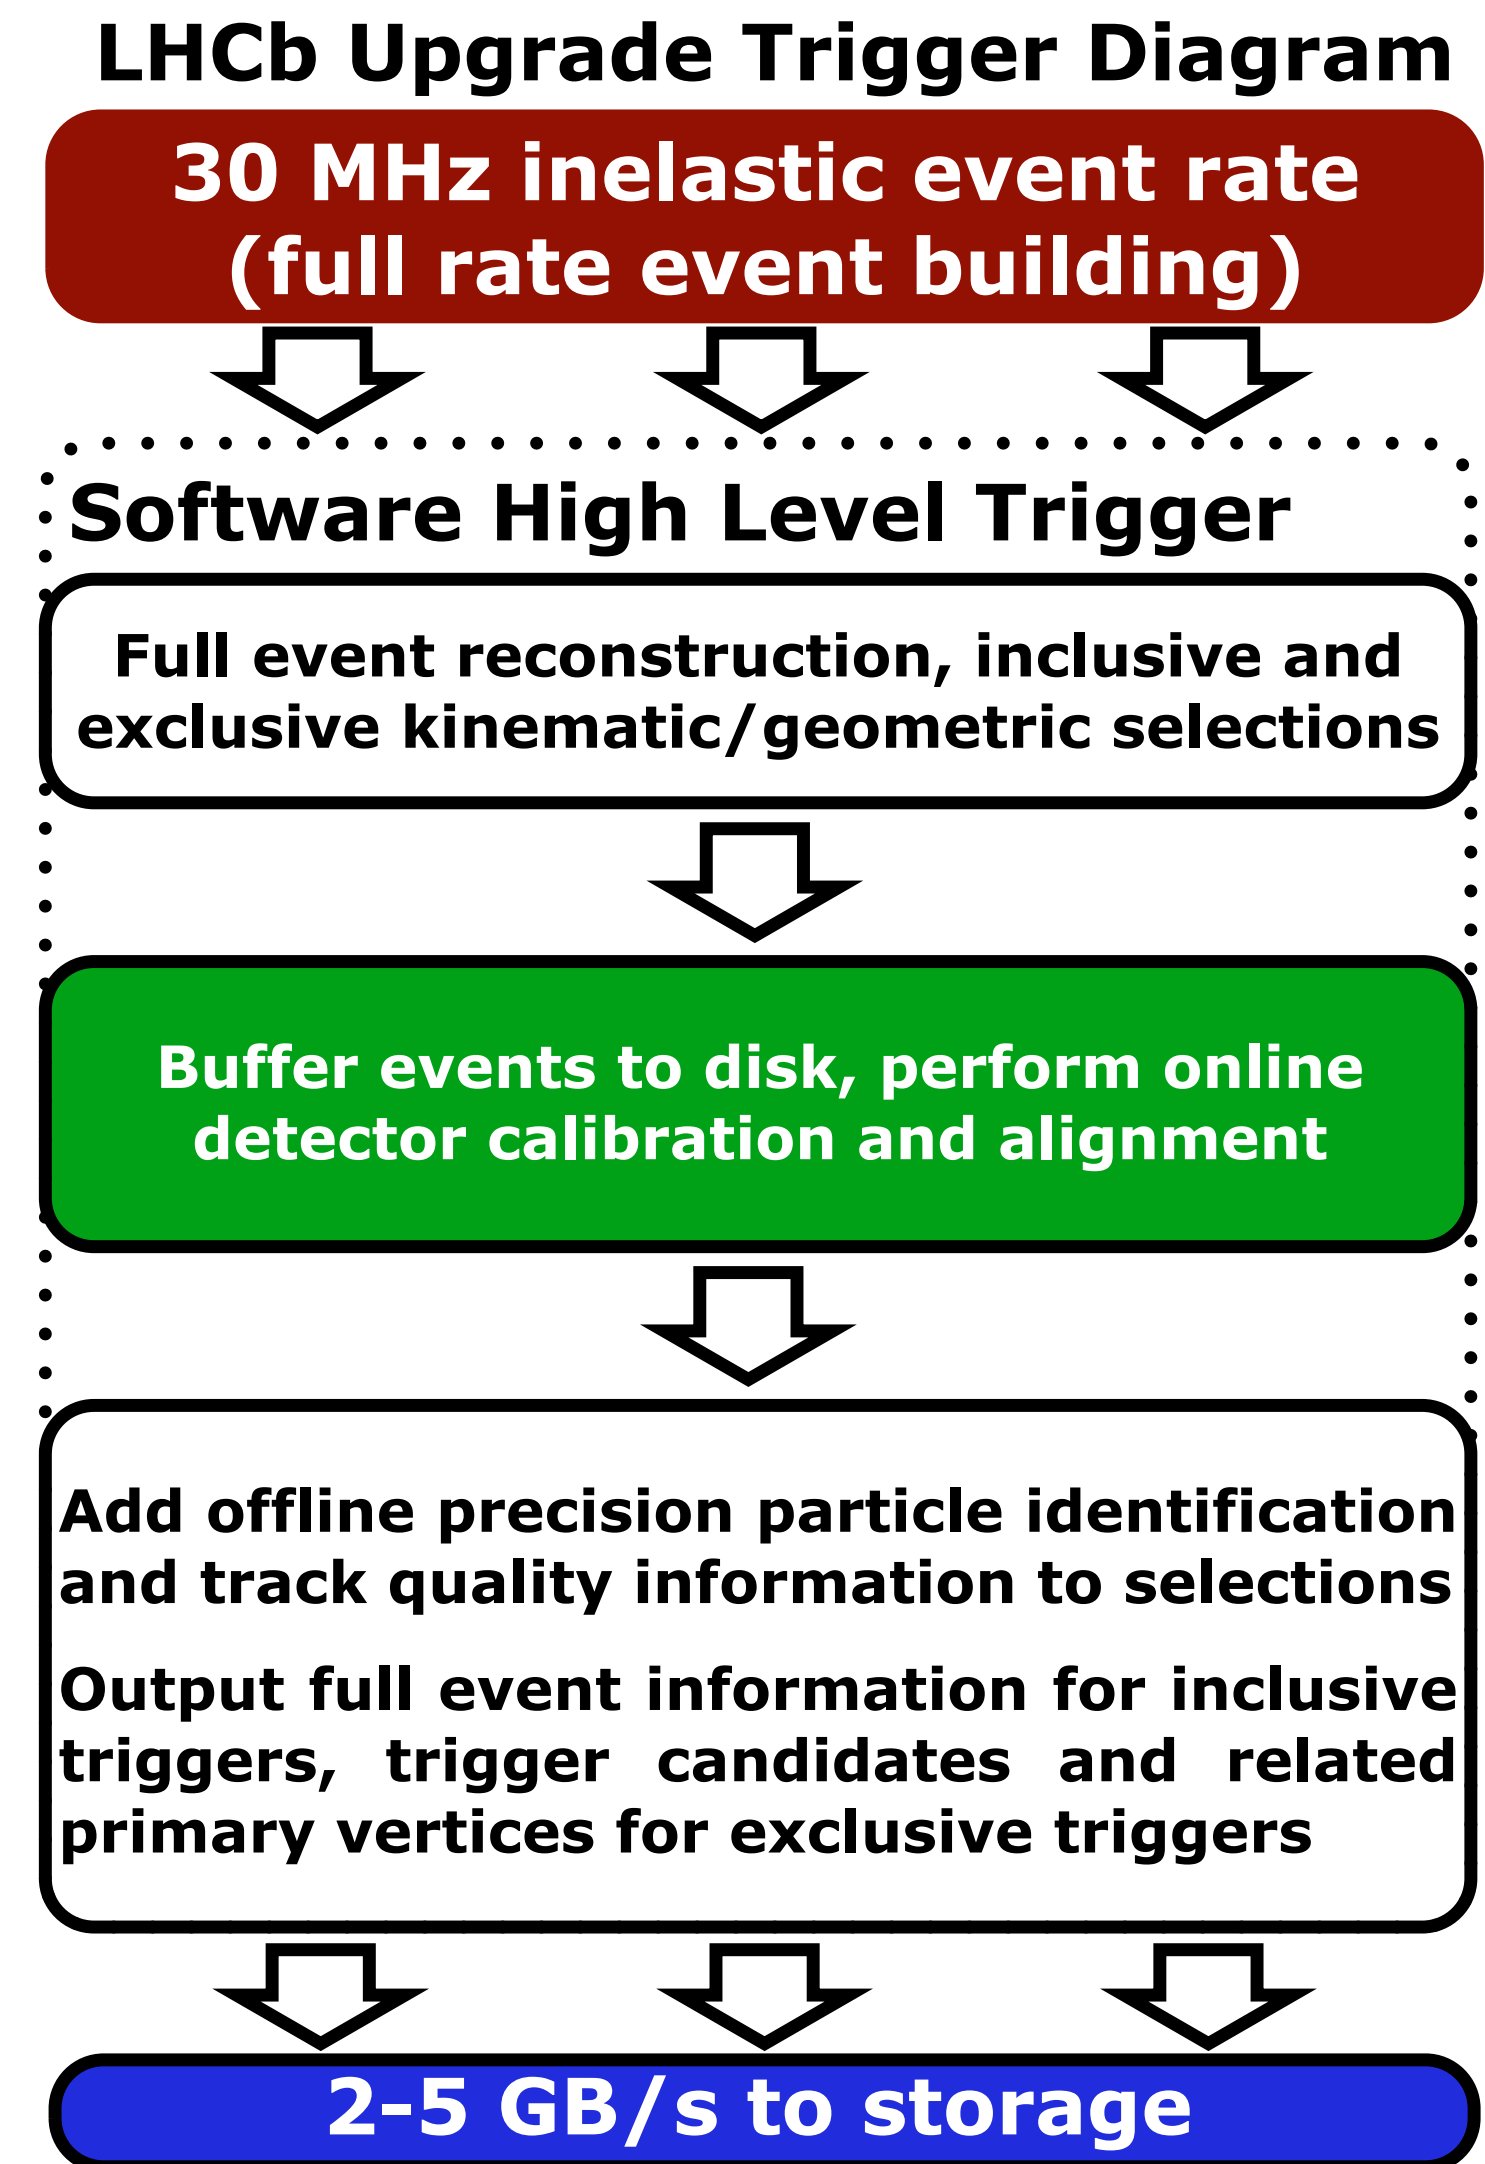 LHCb Upgrade Trigger Diagram
30 MHz inelastic event rate
(full rate event building)
Software High Level Trigger
Full event reconstruction, inclusive and
exclusive kinematic/geometric selections
Buffer events to disk, perform online
detector calibration and alignment
Add offline precision particle identification
and track quality information to selections
Output full event information for inclusive
triggers, trigger candidates and related
primary vertices for exclusive triggers
2-5 GB/s to storage